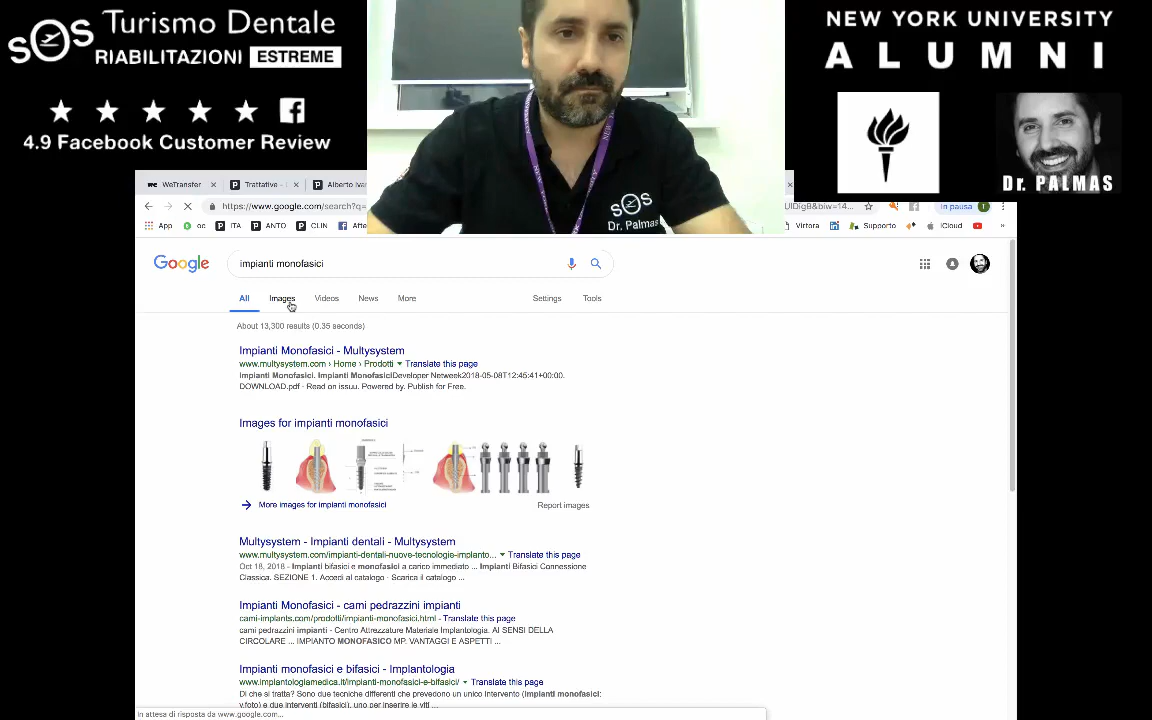 SOS Turismo Dentale
RIABILITAZIONI ESTREME
4.9 Facebook Customer Review
NEW YORK UNIVERSITY
ALUMNI
Dr. PALMAS
SOS
Dr. Palmas
WeTransfer
Trattative -
Alberto Ivar
https://www.google.com/search?q=
UIDigB&biw=14...
In pausa
App
oc
ITA
ANTO
CLIN
Virtora
Supporto
iCloud
»
Google
impianti monofasici
All Images Videos News More Settings Tools
About 13,300 results (0.35 seconds)
Impianti Monofasici - Multysystem
www.multysystem.com › Home › Prodotti ▼ Translate this page
Impianti Monofasici. Impianti MonofasiciDeveloper Netweek2018-05-08T12:45:41+00:00.
DOWNLOAD.pdf · Read on issuu. Powered by. Publish for Free.
Images for impianti monofasici
More images for impianti monofasici
Report images
Multysystem - Impianti dentali - Multysystem
www.multysystem.com/impianti-dentali-nuove-tecnologie-implanto... ▼ Translate this page
Oct 18, 2018 - Impianti bifasici e monofasici a carico immediato ... Impianti Bifasici Connessione
Classica. SEZIONE 1. Accedi al catalogo · Scarica il catalogo ...
Impianti Monofasici - cami pedrazzini impianti
cami-implants.com/prodotti/impianti-monofasici.html - Translate this page
cami pedrazzini impianti - Centro Attrezzature Materiale Implantologia. AI SENSI DELLA
CIRCOLARE ... IMPIANTO MONOFASICO MP. VANTAGGI E ASPETTI ...
Impianti monofasici e bifasici - Implantologia
www.implantologiamedica.it/impianti-monofasici-e-bifasici/ ▼ Translate this page
Di che si tratta? Sono due tecniche differenti che prevedono un unico intervento (impianti monofasici:
v.foto) e due interventi (bifasici), uno per inserire le viti ...
In attesa di risposta da www.google.com...